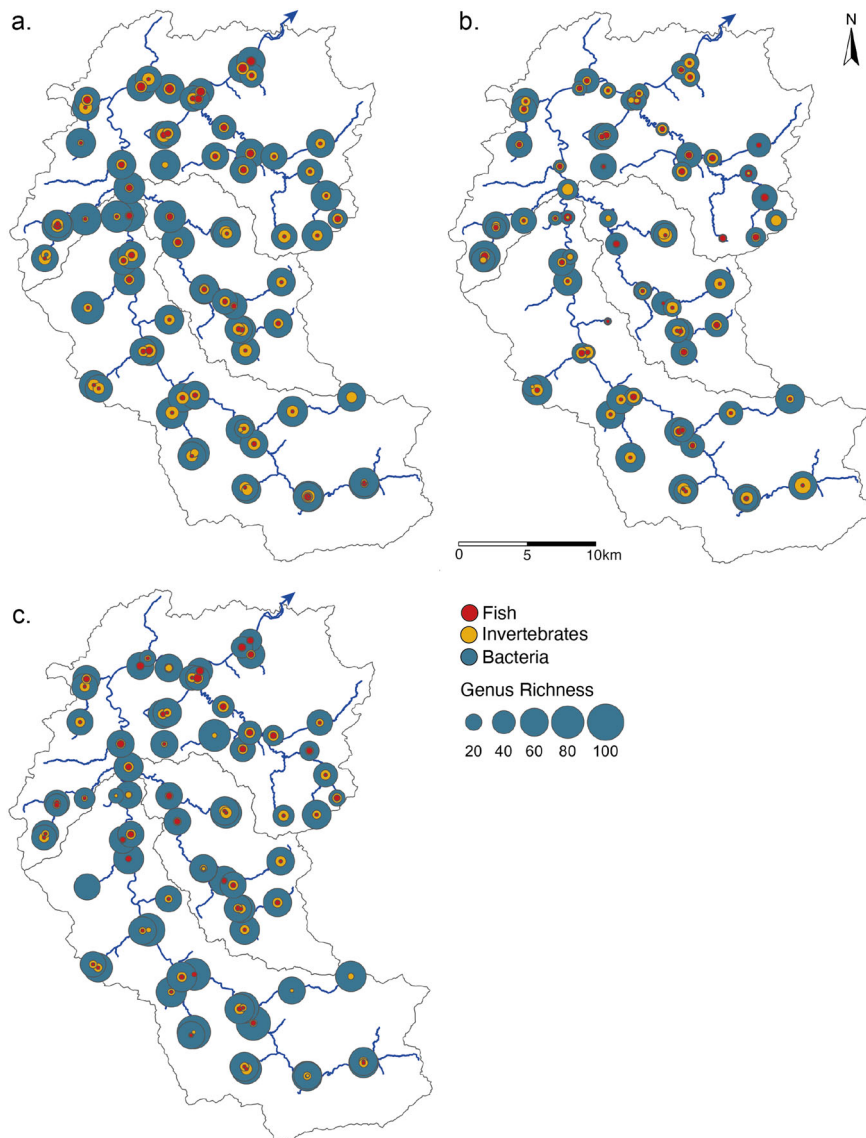 a.
b.
N
0 5 10km
c.
Fish
Invertebrates
Bacteria
Genus Richness
20 40 60 80 100